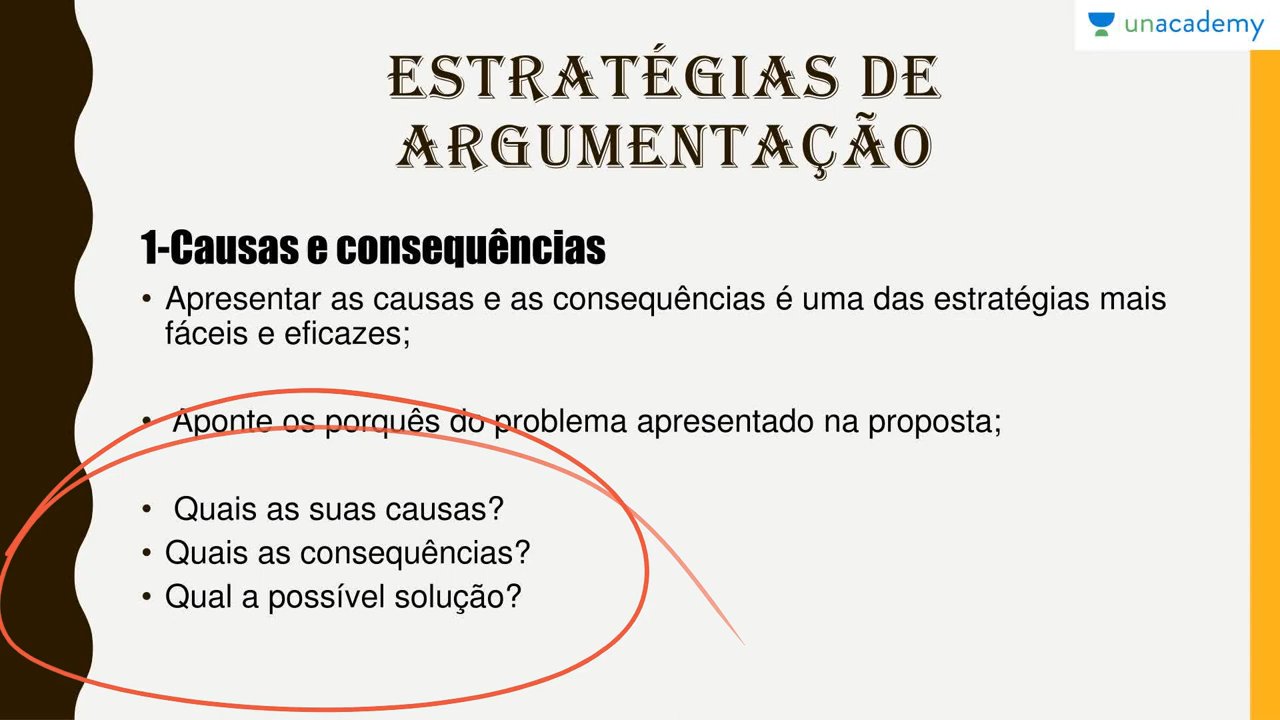 unacademy
ESTRATÉGIAS DE
ARGUMENTAÇÃO
1-Causas e consequências
• Apresentar as causas e as consequências é uma das estratégias mais
fáceis e eficazes;
• Aponte os porquês do problema apresentado na proposta;
• Quais as suas causas?
• Quais as consequências?
• Qual a possível solução?